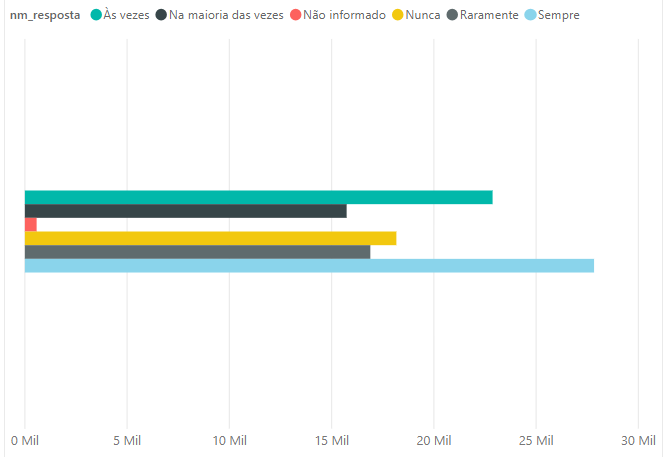 nm_resposta Às vezes Na maioria das vezes Não informado Nunca Raramente Sempre
0 Mil 5 Mil 10 Mil 15 Mil 20 Mil 25 Mil 30 Mil